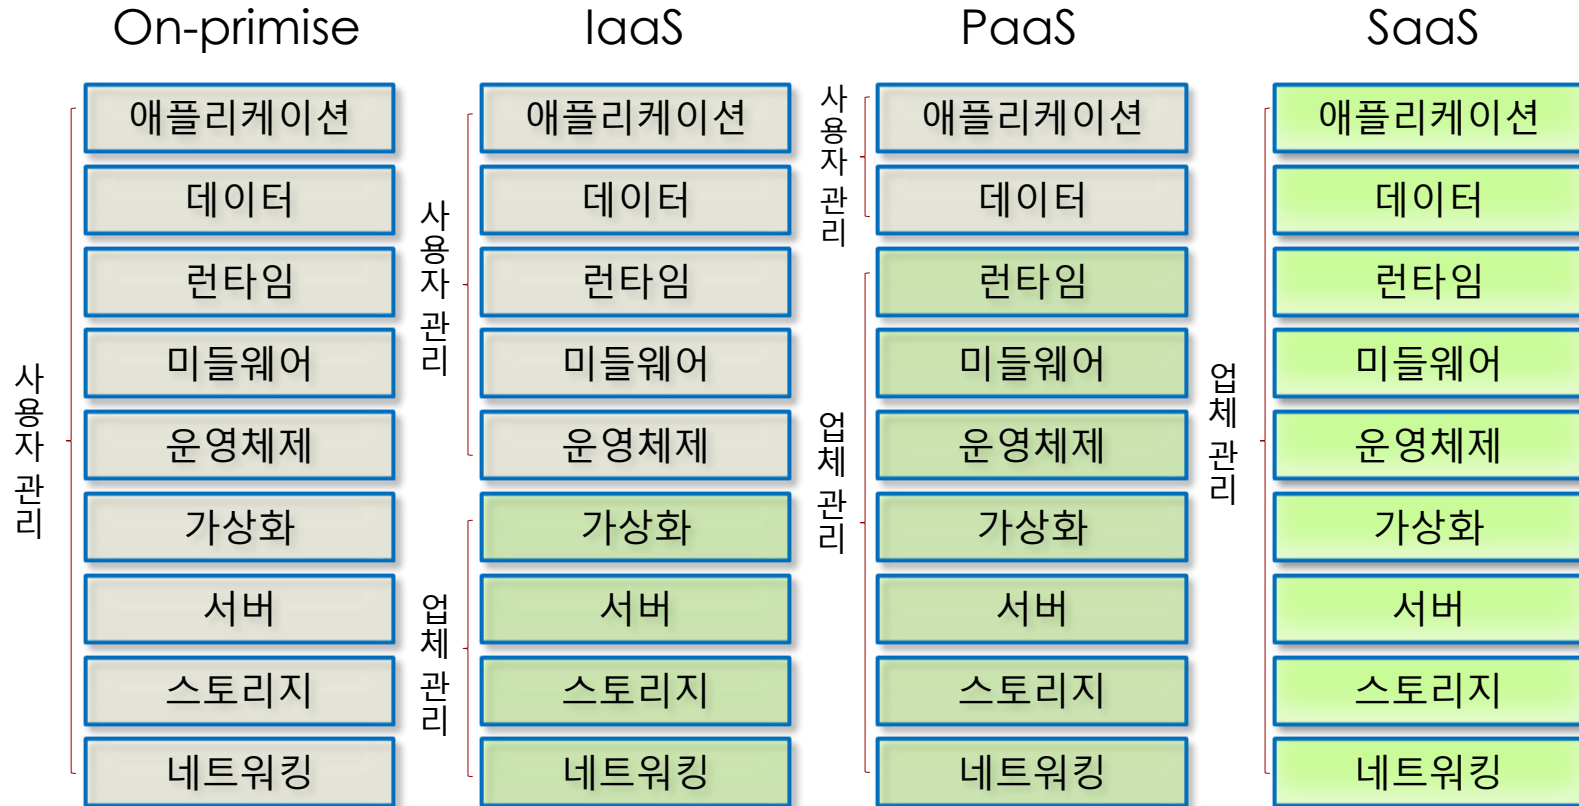 On-primise
IaaS
PaaS
SaaS
사용자 관리
애플리케이션
데이터
런타임
미들웨어
운영체제
가상화
서버
스토리지
네트워킹
사용자 관리
업체 관리
애플리케이션
데이터
런타임
미들웨어
운영체제
가상화
서버
스토리지
네트워킹
사용자 관리
업체 관리
애플리케이션
데이터
런타임
미들웨어
운영체제
가상화
서버
스토리지
네트워킹
업체 관리
애플리케이션
데이터
런타임
미들웨어
운영체제
가상화
서버
스토리지
네트워킹